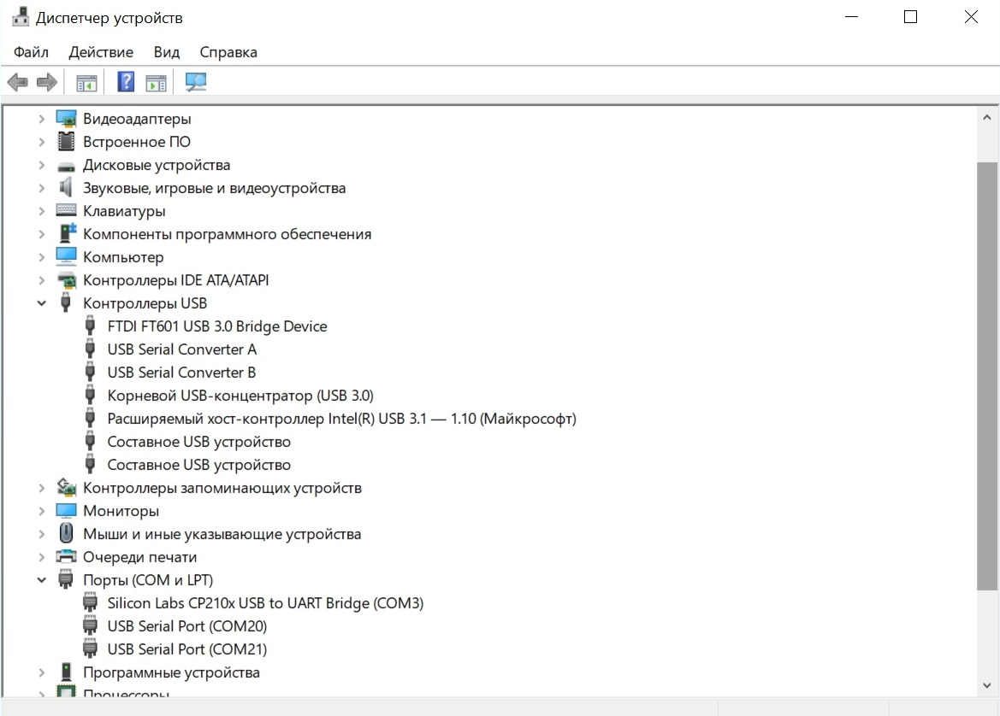 Диспетчер устройств
Файл Действие Вид Справка
Видеоадаптеры
Встроенное ПО
Дисковые устройства
Звуковые, игровые и видеоустройства
Клавиатуры
Компоненты программного обеспечения
Компьютер
Контроллеры IDE ATA/ATAPI
Контроллеры USB
FTDI FT601 USB 3.0 Bridge Device
USB Serial Converter A
USB Serial Converter B
Корневой USB-концентратор (USB 3.0)
Расширяемый хост-контроллер Intel(R) USB 3.1 — 1.10 (Майкрософт)
Составное USB устройство
Составное USB устройство
Контроллеры запоминающих устройств
Мониторы
Мыши и иные указывающие устройства
Очереди печати
Порты (COM и LPT)
Silicon Labs CP210x USB to UART Bridge (COM3)
USB Serial Port (COM20)
USB Serial Port (COM21)
Программные устройства
Процессоры